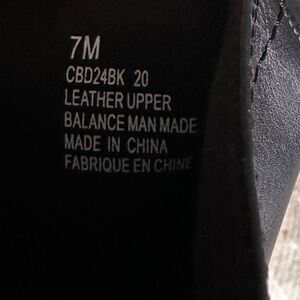 7M
CBD24BK 20
LEATHER UPPER
BALANCE MAN MADE
MADE IN CHINA
FABRIQUE EN CHINE